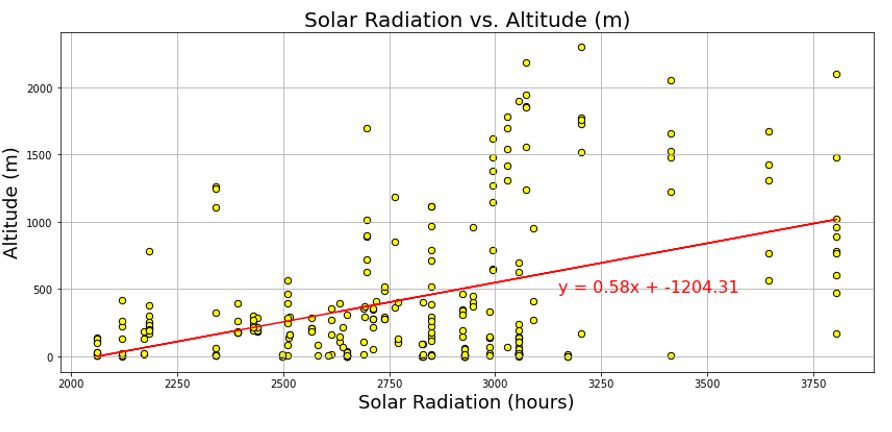 Solar Radiation vs. Altitude (m)
2000
1500
1000
500
0
Altitude (m)
y = 0.58x + -1204.31
2000 2250 2500 2750 3000 3250 3500 3750
Solar Radiation (hours)